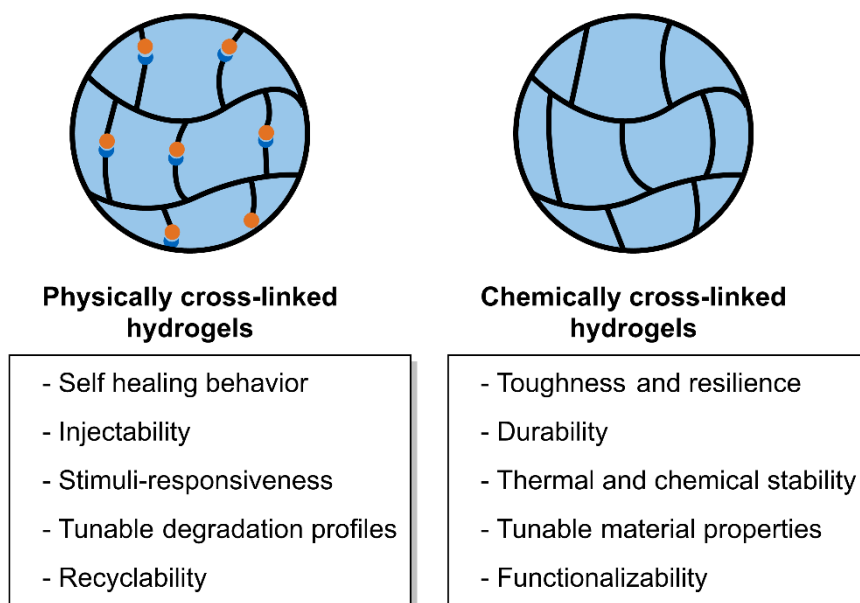 Physically cross-linked
hydrogels
- Self healing behavior
- Injectability
- Stimuli-responsiveness
- Tunable degradation profiles
- Recyclability
Chemically cross-linked
hydrogels
- Toughness and resilience
- Durability
- Thermal and chemical stability
- Tunable material properties
- Functionalizability